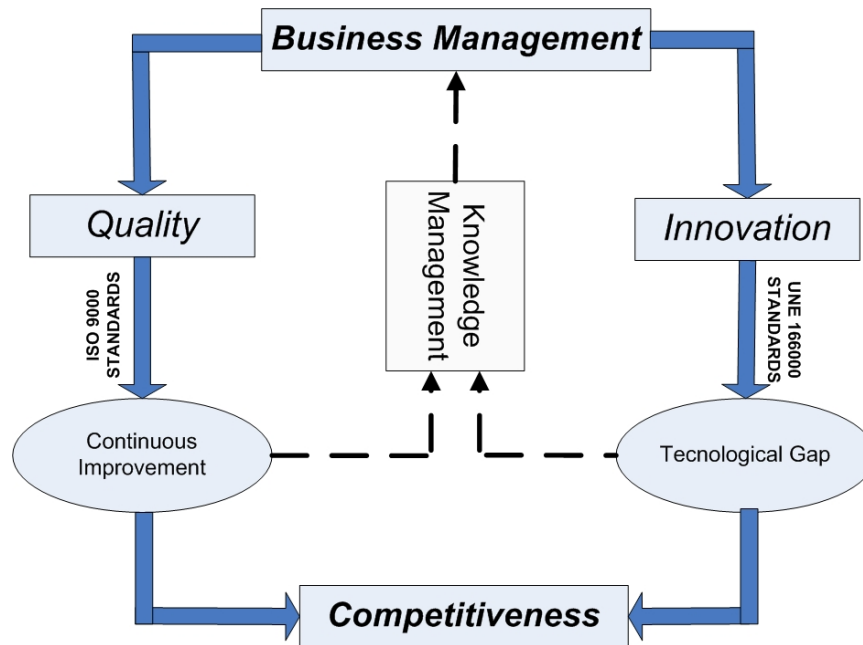 Business Management
Quality
Knowledge
Management
Innovation
ISO 9000
STANDARDS
UNE 166000
STANDARDS
Continuous
Improvement
Tecnological Gap
Competitiveness